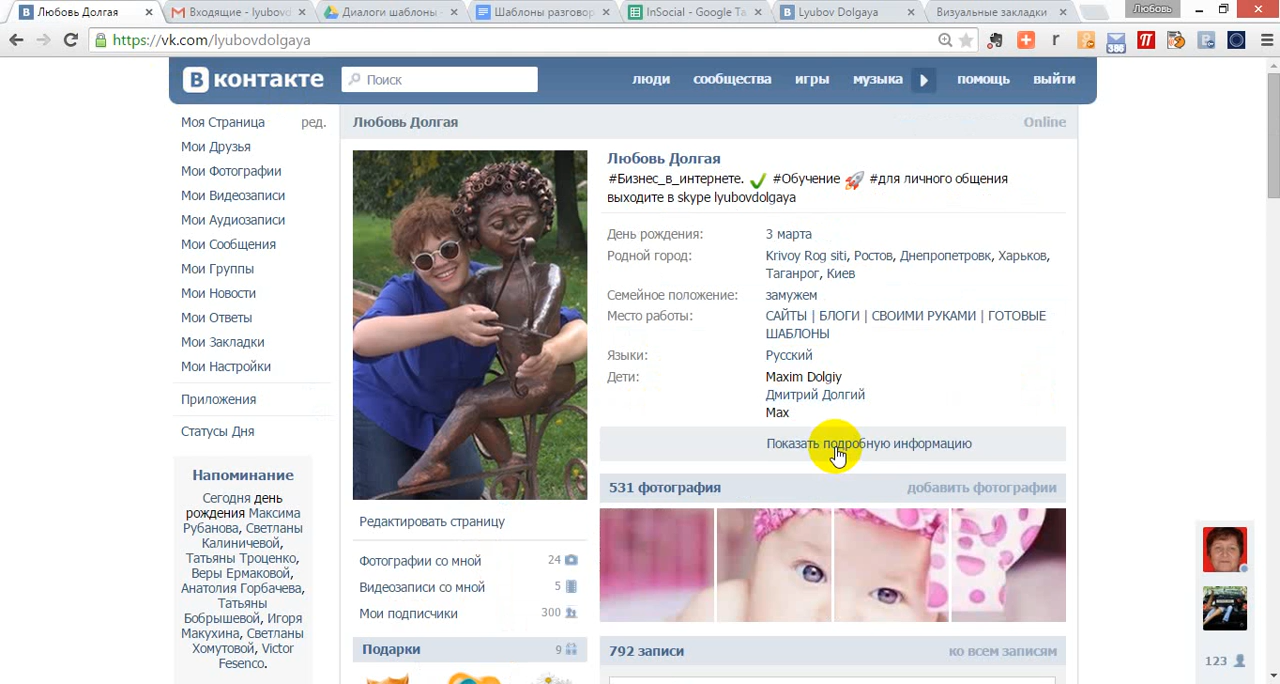 Любовь Долгая
Входящие - lyubovd
Диалоги шаблоны -
Шаблоны разговор
InSocial - Google Та
Lyubov Dolgaya
Визуальные закладки
Любовь
https://vk.com/lyubovdolgaya
r
386
В контакте
Поиск
люди
сообщества
игры
музыка
помощь
выйти
Моя Страница
ред.
Мои Друзья
Мои Фотографии
Мои Видеозаписи
Мои Аудиозаписи
Мои Сообщения
Мои Группы
Мои Новости
Мои Ответы
Мои Закладки
Мои Настройки
Приложения
Статусы Дня
Напоминание
Сегодня день
рождения Максима
Рубанова, Светланы
Калиничевой,
Татьяны Троценко,
Веры Ермаковой,
Анатолия Горбачева,
Татьяны
Бобрышевой, Игоря
Макухина, Светланы
Хомутовой, Victor
Fesenco.
Любовь Долгая
Online
Редактировать страницу
Фотографии со мной 24
Видеозаписи со мной 5
Мои подписчики 300
Подарки 9
Любовь Долгая
#Бизнес_в_интернете. #Обучение #для личного общения
выходите в skype lyubovdolgaya
День рождения: 3 марта
Родной город: Krivoy Rog siti, Ростов, Днепропетровк, Харьков,
Таганрог, Киев
Семейное положение: замужем
Место работы: САЙТЫ | БЛОГИ | СВОИМИ РУКАМИ | ГОТОВЫЕ
ШАБЛОНЫ
Языки: Русский
Дети: Maxim Dolgiy
Дмитрий Долгий
Max
Показать подробную информацию
531 фотография
добавить фотографии
792 записи
ко всем записям
123